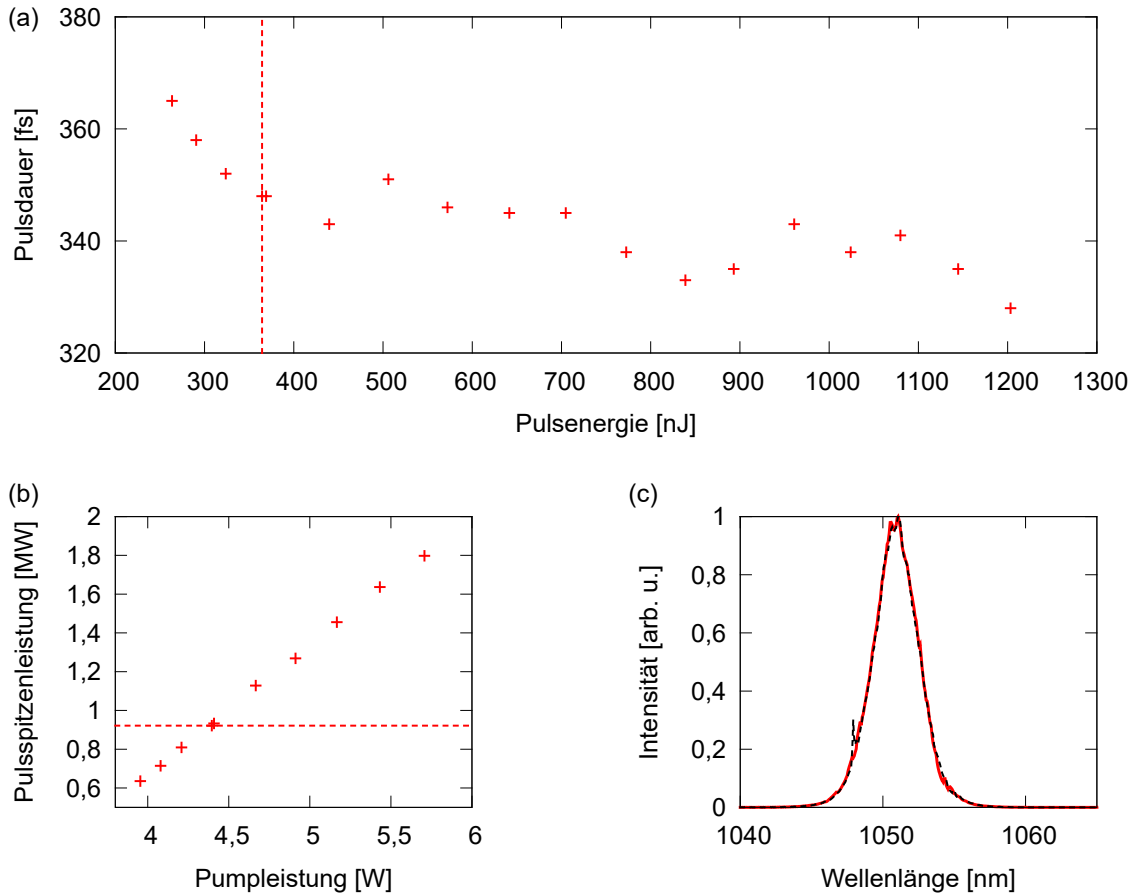 (a)
380
360
340
320
Pulsdauer [fs]
200 300 400 500 600 700 800 900 1000 1100 1200 1300
Pulsenergie [nJ]
(b)
2
1,8
1,6
1,4
1,2
1
0,8
0,6
Pulsspitzenleistung [MW]
4 4,5 5 5,5 6
Pumpleistung [W]
(c)
1
0,8
0,6
0,4
0,2
0
Intensität [arb. u.]
1040 1050 1060
Wellenlänge [nm]